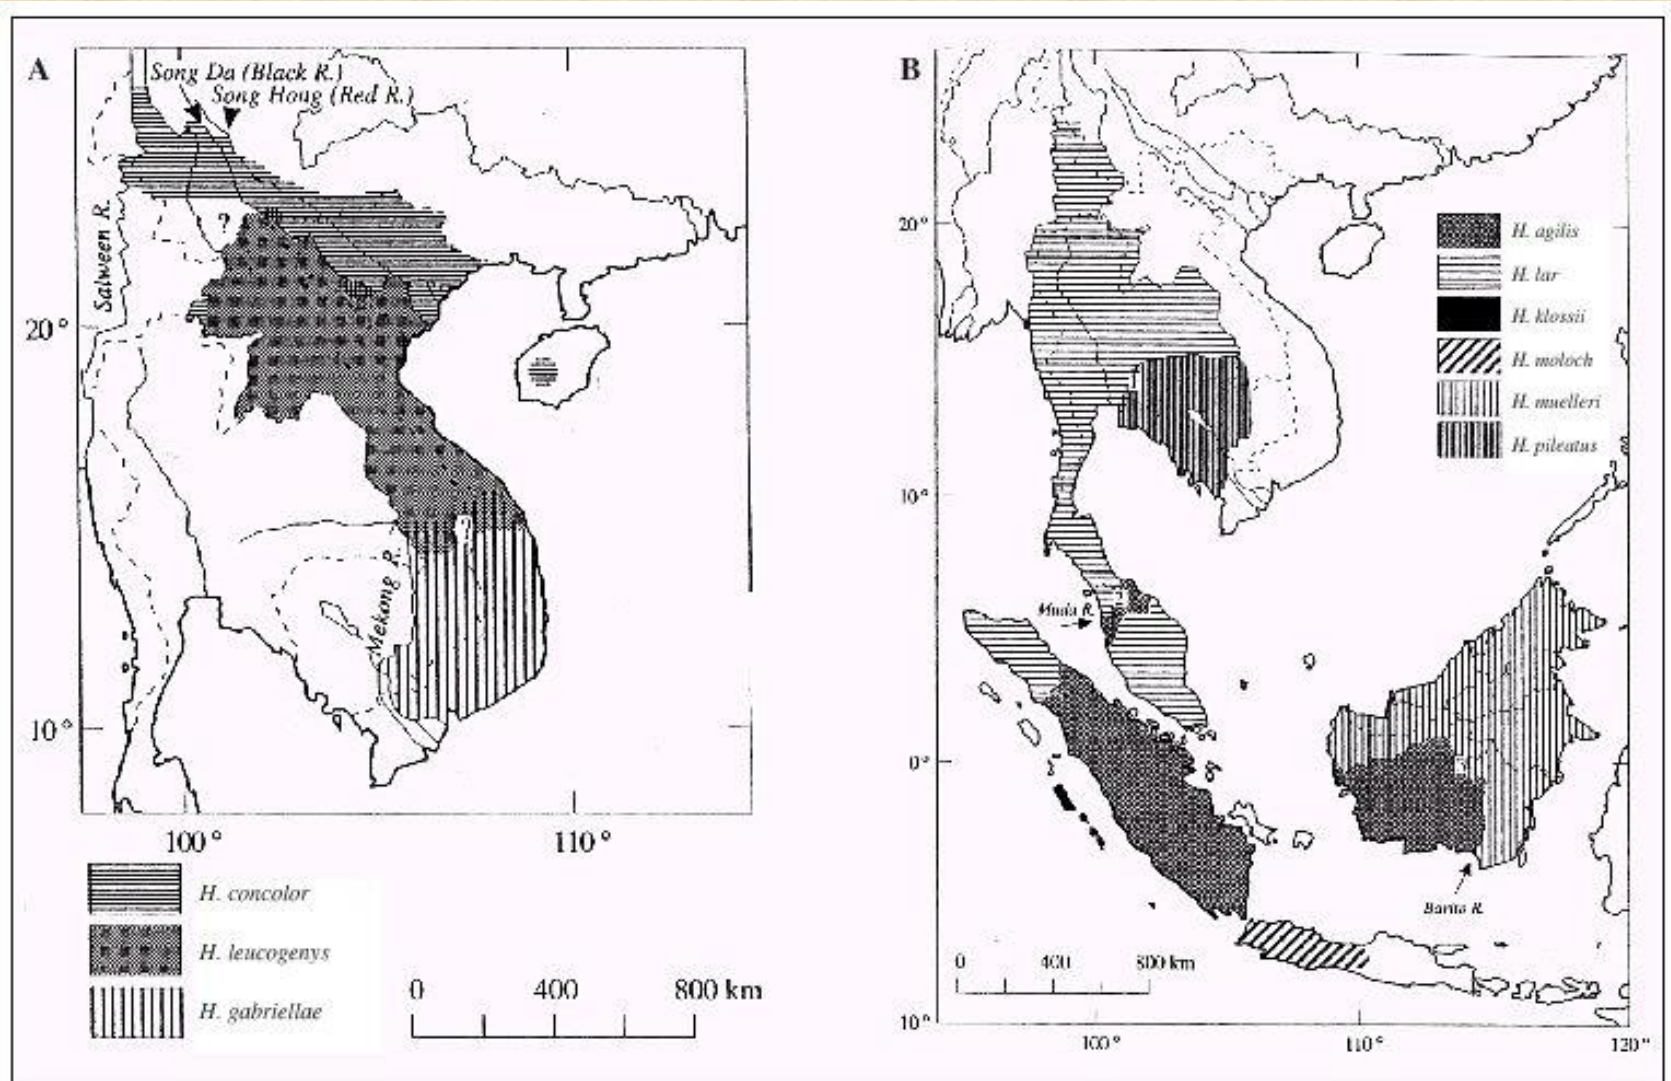 A
Song Da (Black R.)
Song Hong (Red R.)
?
Salween R.
20°
?
Mekong R.
10°
100°
110°
H. concolor
H. leucogenys
H. gabriellae
0 400 800 km
B
20°
H. agilis
H. lar
H. klossii
H. moloch
H. muelleri
H. pileatus
10°
?
Muda R.
0°
Barito R.
0 400 800 km
10°
100°
110°
120°